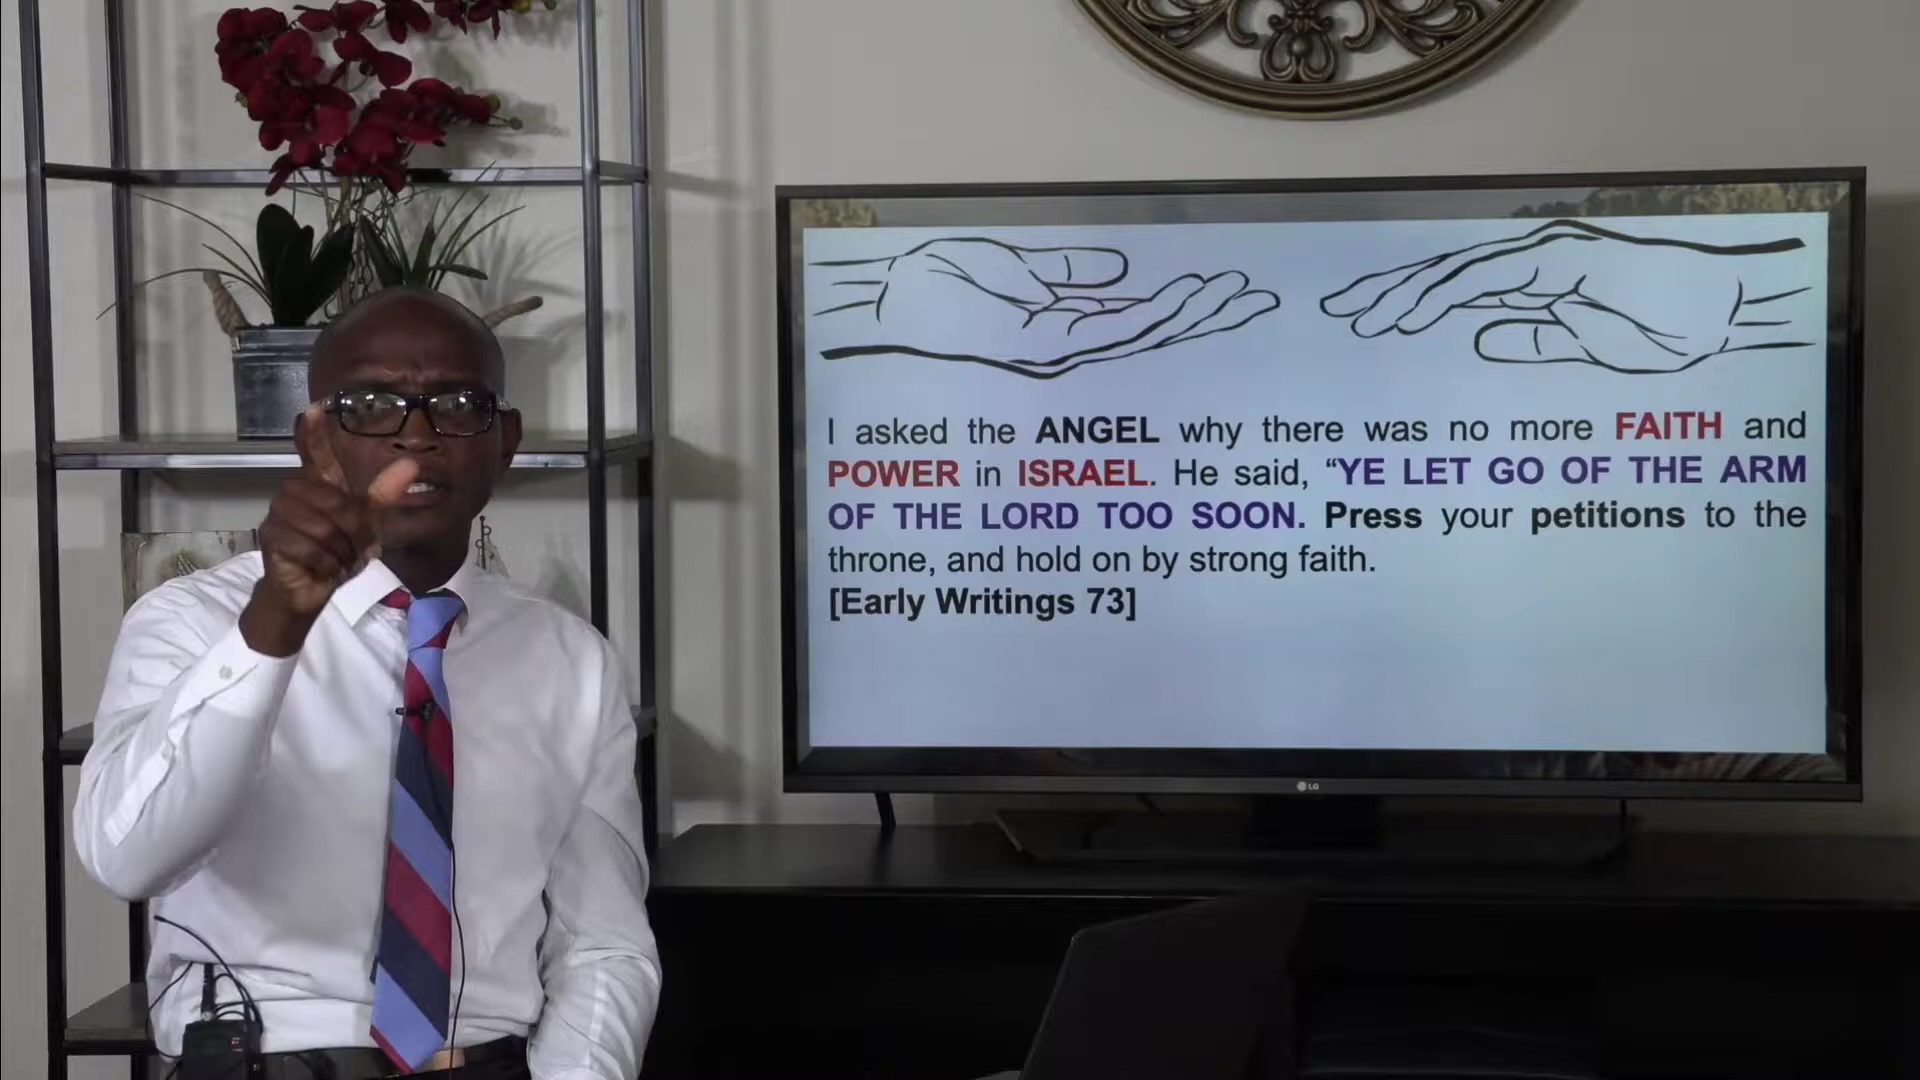 I asked the ANGEL why there was no more FAITH and
POWER in ISRAEL. He said, “YE LET GO OF THE ARM
OF THE LORD TOO SOON. Press your petitions to the
throne, and hold on by strong faith.
[Early Writings 73]
LG